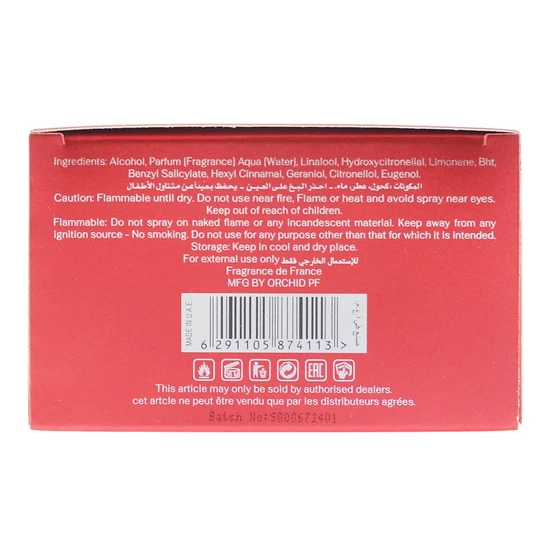 Ingredients: Alcohol, Parfum [Fragrance] Aqua [Water], Linalool, Hydroxycitronellal, Limonene, Bht,
Benzyl Salicylate, Hexyl Cinnamal, Geraniol, Citronellol, Eugenol.
المكونات: كحول، عطر، ماء. - احذر البخ على العين - يحفظ بعيداً عن متناول الأطفال
Caution: Flammable until dry. Do not use near fire, Flame or heat and avoid spray near eyes.
Keep out of reach of children.
Flammable: Do not spray on naked flame or any incandescent material. Keep away from any
ignition source - No smoking. Do not use for any purpose other than that for which it is intended.
Storage: Keep in cool and dry place.
For external use only للإستعمال الخارجي فقط
Fragrance de France
MFG BY ORCHID PF
MADE IN U.A.E.
صنع في ا.ع.م
6 291105 874113 >
EAC
This article may only be sold by authorised dealers.
cet artcle ne peut être vendu que par les distributeurs agrées.
Batch No:SG00672401